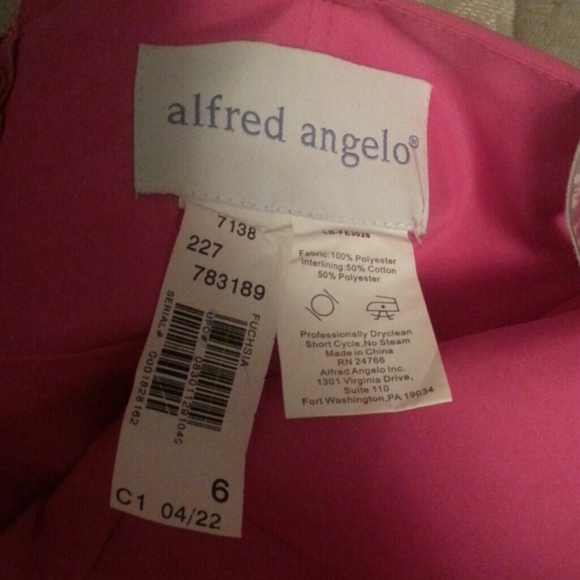 alfred angelo®
7138
227
783189
FUCHSIA
SERIAL# 0001828162
6
C1 04/22
Fabric:100% Polyester
Interlining:50% Cotton
50% Polyester
Professionally Dryclean
Short Cycle,No Steam
Made in China
RN 24766
Alfred Angelo Inc.
1301 Virginia Drive,
Suite 110
Fort Washington,PA 19034